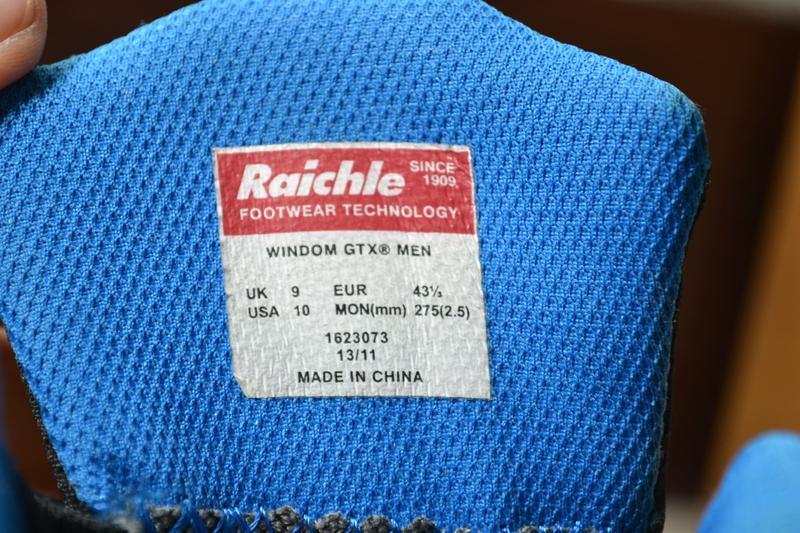 Raichle SINCE 1909
FOOTWEAR TECHNOLOGY
WINDOM GTX® MEN
UK 9 EUR 43⅓
USA 10 MON(mm) 275(2.5)
1623073
13/11
MADE IN CHINA